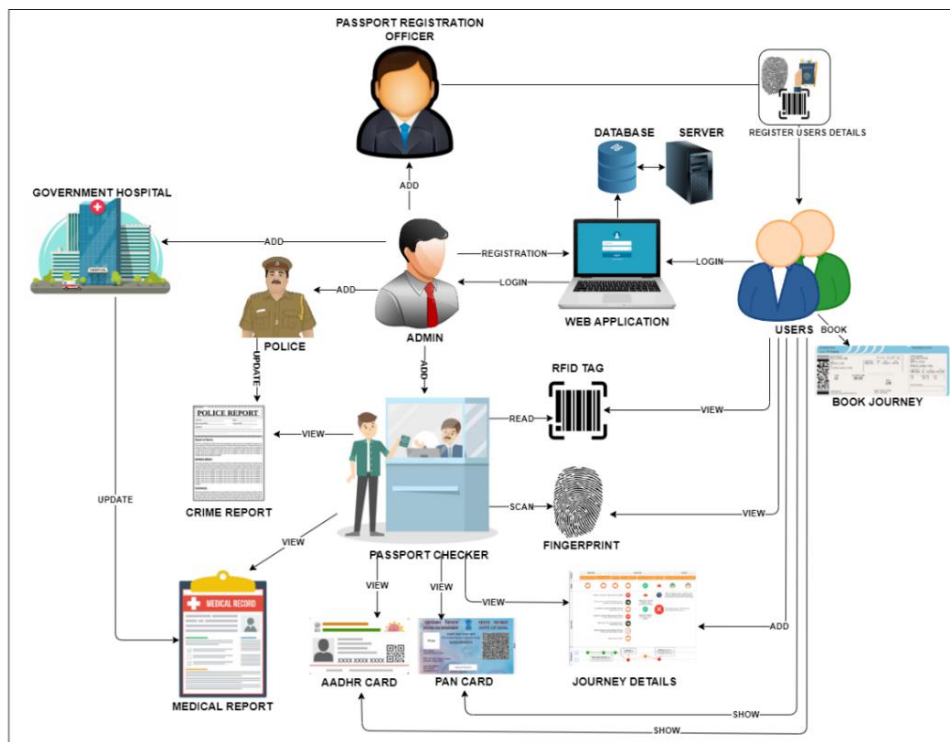 PASSPORT REGISTRATION
OFFICER
REGISTER USERS DETAILS
DATABASE
SERVER
ADD
GOVERNMENT HOSPITAL
ADD
REGISTRATION
LOGIN
LOGIN
ADD
WEB APPLICATION
USERS
BOOK
POLICE
ADMIN
UPDATE
ADD
RFID TAG
BOOK JOURNEY
POLICE REPORT
VIEW
READ
VIEW
UPDATE
CRIME REPORT
SCAN
VIEW
VIEW
FINGERPRINT
PASSPORT CHECKER
VIEW
VIEW
VIEW
MEDICAL RECORD
ADD
XXXX XXXX XXXX
AADHR CARD
PAN CARD
JOURNEY DETAILS
MEDICAL REPORT
SHOW
SHOW